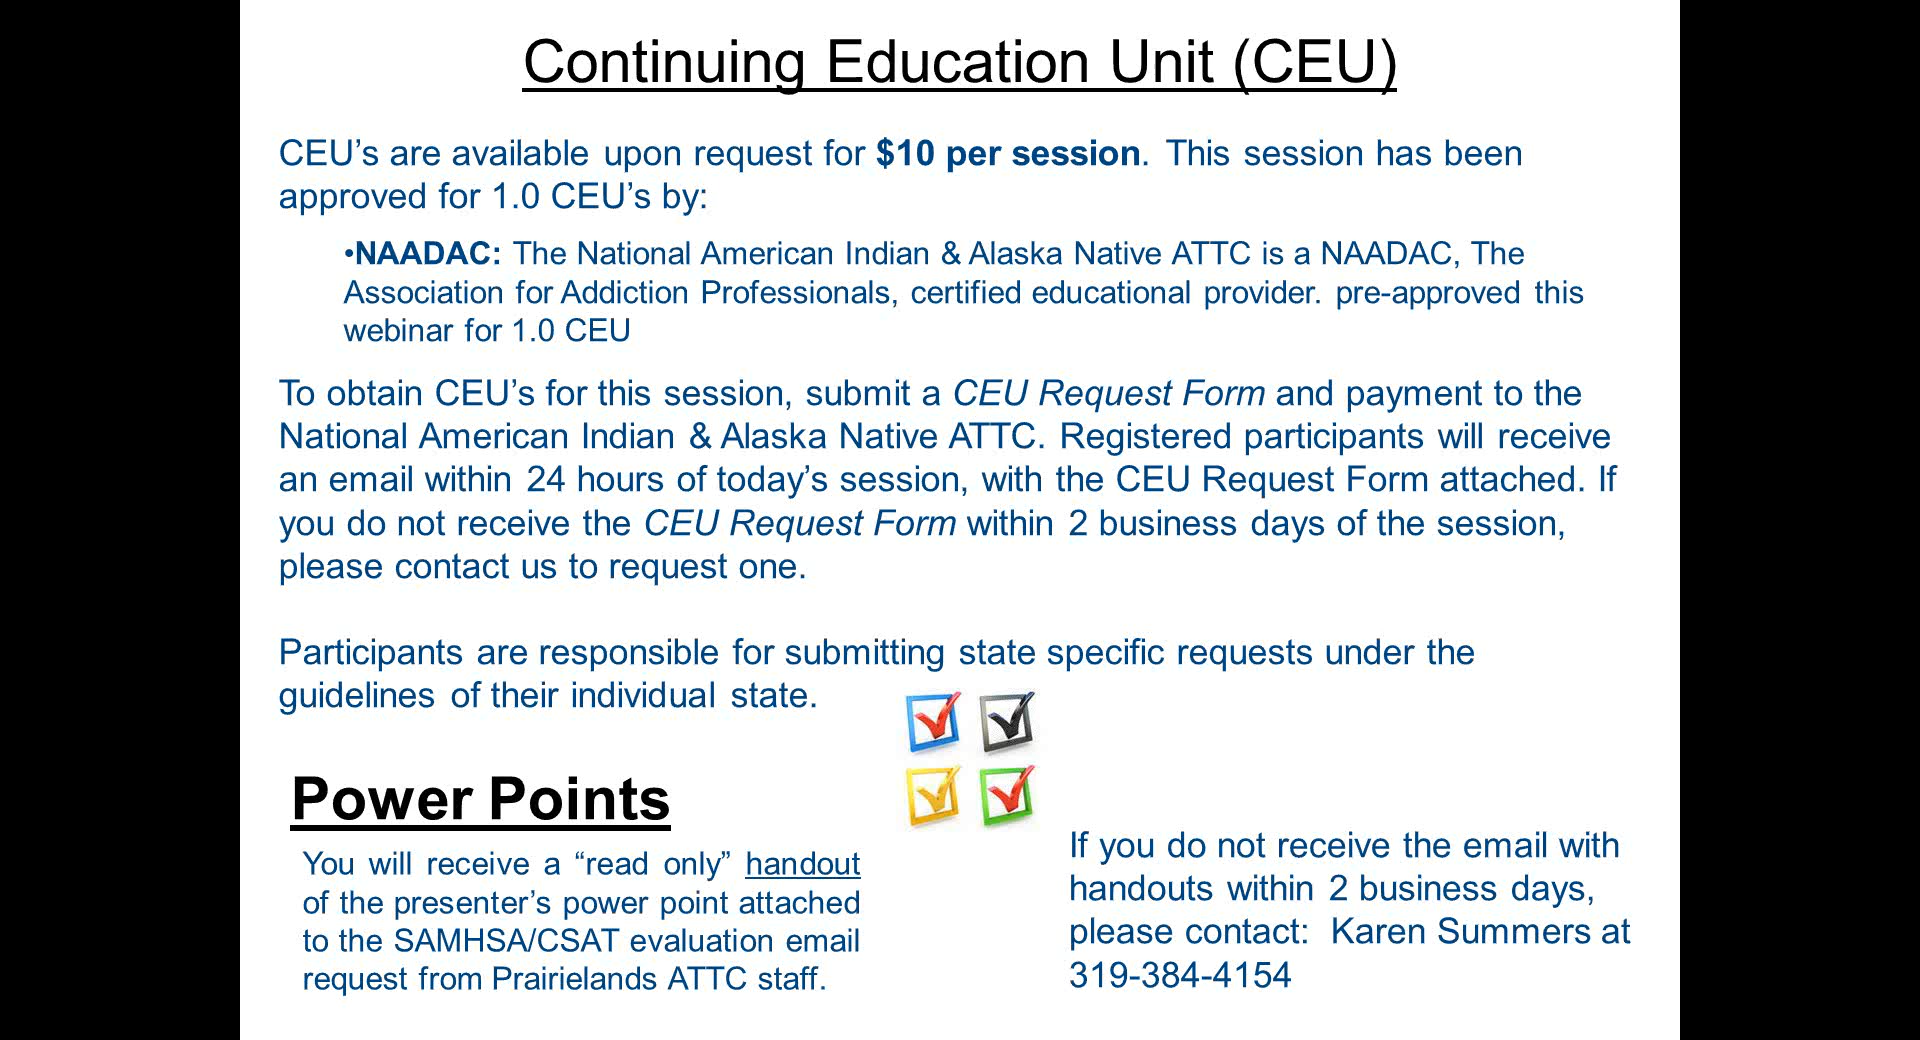 Continuing Education Unit (CEU)
CEU’s are available upon request for $10 per session. This session has been
approved for 1.0 CEU’s by:
•NAADAC: The National American Indian & Alaska Native ATTC is a NAADAC, The
Association for Addiction Professionals, certified educational provider. pre-approved this
webinar for 1.0 CEU
To obtain CEU’s for this session, submit a CEU Request Form and payment to the
National American Indian & Alaska Native ATTC. Registered participants will receive
an email within 24 hours of today’s session, with the CEU Request Form attached. If
you do not receive the CEU Request Form within 2 business days of the session,
please contact us to request one.
Participants are responsible for submitting state specific requests under the
guidelines of their individual state.
Power Points
You will receive a “read only” handout
of the presenter’s power point attached
to the SAMHSA/CSAT evaluation email
request from Prairielands ATTC staff.
If you do not receive the email with
handouts within 2 business days,
please contact: Karen Summers at
319-384-4154